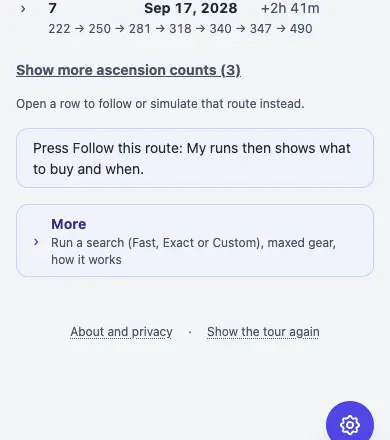 › 7 Sep 17, 2028 +2h 41m
222 → 250 → 281 → 318 → 340 → 347 → 490
Show more ascension counts (3)
Open a row to follow or simulate that route instead.
Press Follow this route: My runs then shows what
to buy and when.
More
› Run a search (Fast, Exact or Custom), maxed gear,
how it works
About and privacy · Show the tour again